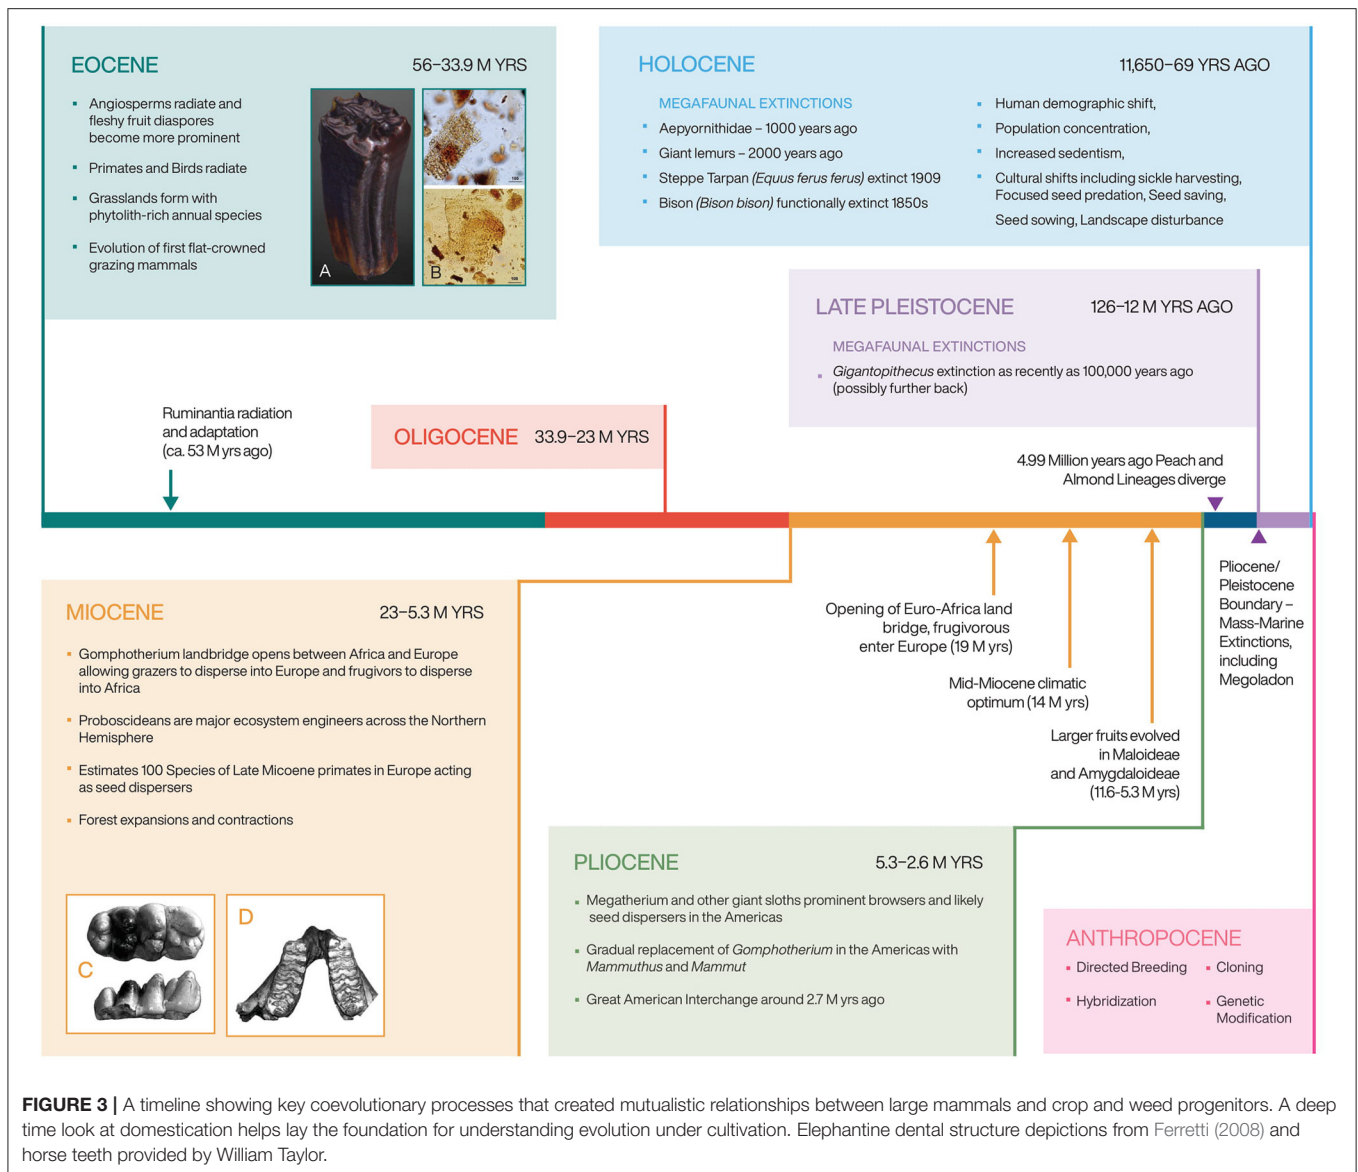 EOCENE
56–33.9 M YRS
Angiosperms radiate and
fleshy fruit diaspores
become more prominent
Primates and Birds radiate
Grasslands form with
phytolith-rich annual species
Evolution of first flat-crowned
grazing mammals
A
B
HOLOCENE
11,650–69 YRS AGO
MEGAFAUNAL EXTINCTIONS
Aepyornithidae – 1000 years ago
Giant lemurs – 2000 years ago
Steppe Tarpan (Equus ferus ferus) extinct 1909
Bison (Bison bison) functionally extinct 1850s
Human demographic shift,
Population concentration,
Increased sedentism,
Cultural shifts including sickle harvesting,
Focused seed predation, Seed saving,
Seed sowing, Landscape disturbance
LATE PLEISTOCENE
126–12 M YRS AGO
MEGAFAUNAL EXTINCTIONS
Gigantopithecus extinction as recently as 100,000 years ago
(possibly further back)
Ruminantia radiation
and adaptation
(ca. 53 M yrs ago)
OLIGOCENE 33.9–23 M YRS
4.99 Million years ago Peach and
Almond Lineages diverge
MIOCENE
23–5.3 M YRS
Gomphotherium landbridge opens between Africa and Europe
allowing grazers to disperse into Europe and frugivors to disperse
into Africa
Proboscideans are major ecosystem engineers across the Northern
Hemisphere
Estimates 100 Species of Late Micoene primates in Europe acting
as seed dispersers
Forest expansions and contractions
C
D
Opening of Euro-Africa land
bridge, frugivorous
enter Europe (19 M yrs)
Mid-Miocene climatic
optimum (14 M yrs)
Larger fruits evolved
in Maloideae
and Amygdaloideae
(11.6-5.3 M yrs)
Pliocene/
Pleistocene
Boundary –
Mass-Marine
Extinctions,
including
Megoladon
PLIOCENE
5.3–2.6 M YRS
Megatherium and other giant sloths prominent browsers and likely
seed dispersers in the Americas
Gradual replacement of Gomphotherium in the Americas with
Mammuthus and Mammut
Great American Interchange around 2.7 M yrs ago
ANTHROPOCENE
Directed Breeding
Cloning
Hybridization
Genetic
Modification
FIGURE 3 | A timeline showing key coevolutionary processes that created mutualistic relationships between large mammals and crop and weed progenitors. A deep
time look at domestication helps lay the foundation for understanding evolution under cultivation. Elephantine dental structure depictions from Ferretti (2008) and
horse teeth provided by William Taylor.